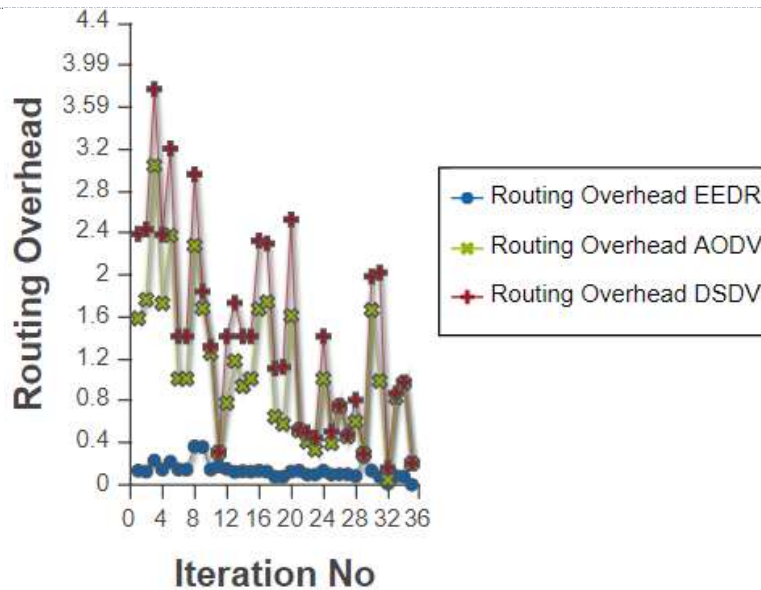 4.4
3.99
3.59
3.2
2.8
2.4
2
1.6
1.2
0.8
0.4
0
Routing Overhead
0 4 8 12 16 20 24 28 32 36
Iteration No
Routing Overhead EEDR
Routing Overhead AODV
Routing Overhead DSDV